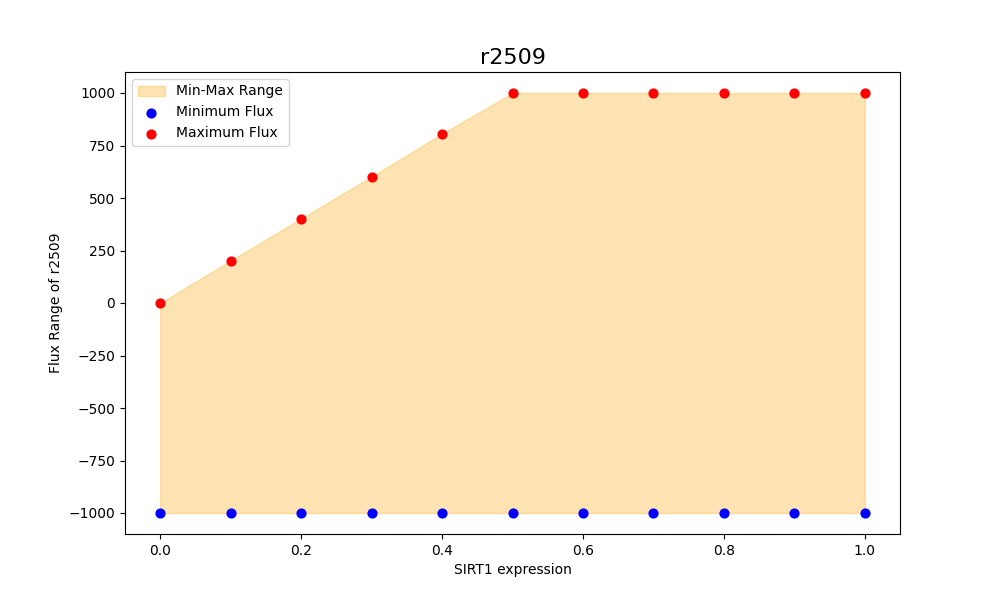 r2509
Min-Max Range
Minimum Flux
Maximum Flux
1000
750
500
250
0
−250
−500
−750
−1000
Flux Range of r2509
0.0 0.2 0.4 0.6 0.8 1.0
SIRT1 expression